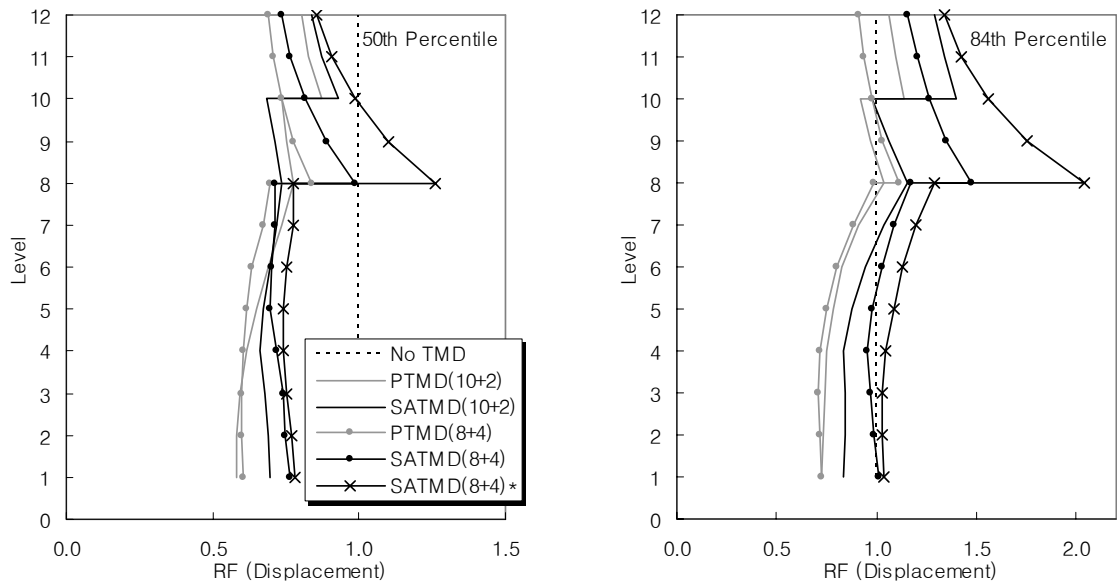 50th Percentile
12
11
10
9
8
7
6
5
4
3
2
1
0
Level
0.0 0.5 1.0 1.5
RF (Displacement)
No TMD
PTMD(10+2)
SATMD(10+2)
PTMD(8+4)
SATMD(8+4)
SATMD(8+4)*
84th Percentile
12
11
10
9
8
7
6
5
4
3
2
1
0
Level
0.0 0.5 1.0 1.5 2.0
RF (Displacement)